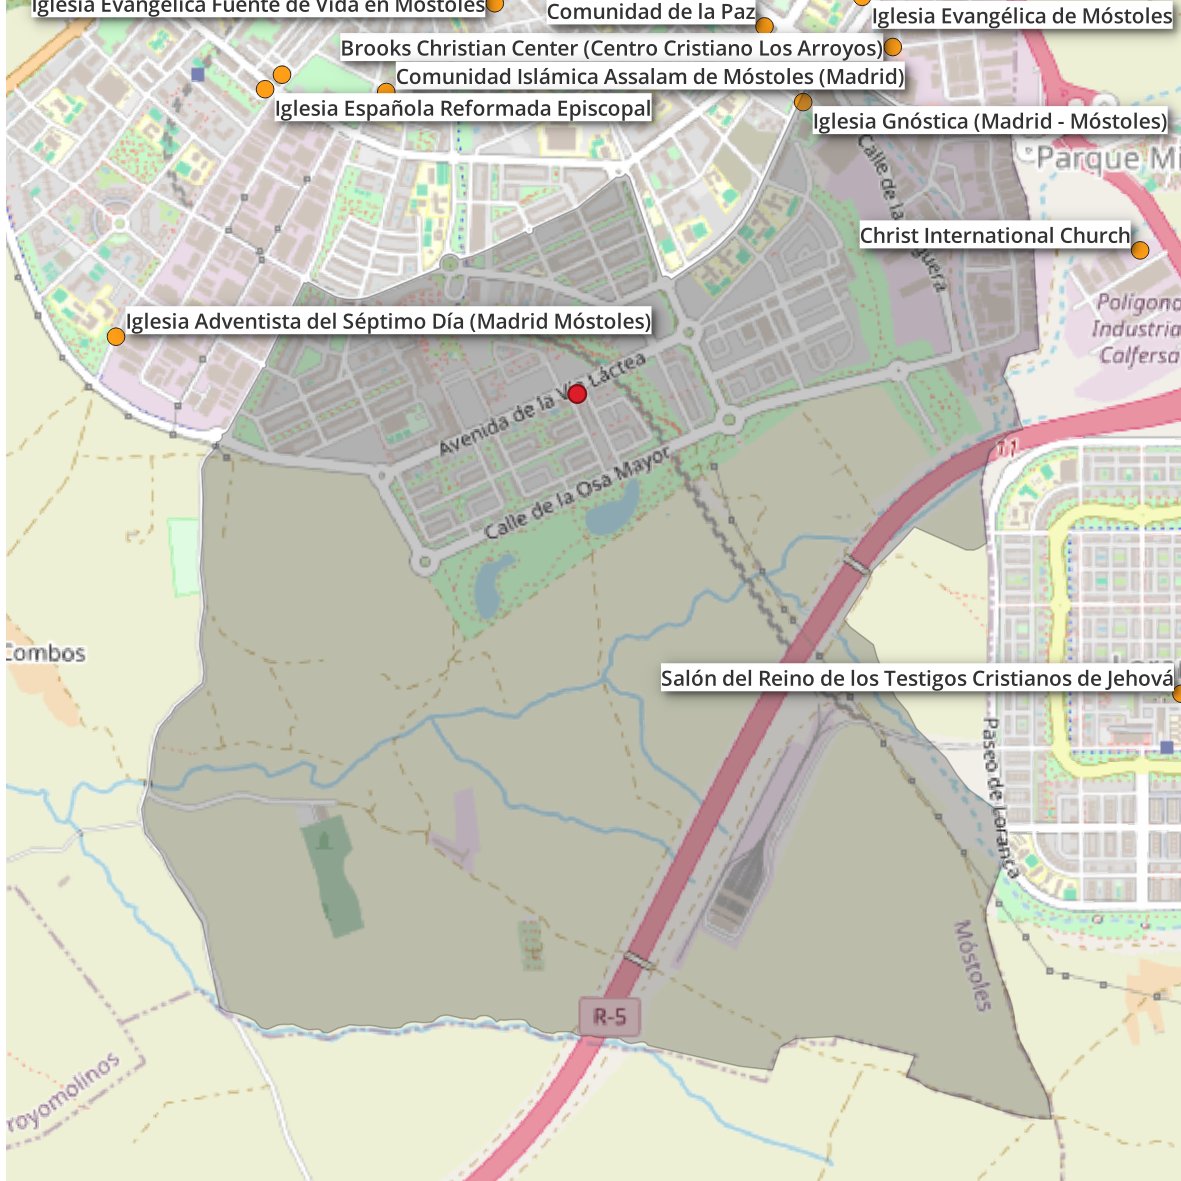 Iglesia Evangélica Fuente de Vida en Móstoles
Comunidad de la Paz
Iglesia Evangélica de Móstoles
Brooks Christian Center (Centro Cristiano Los Arroyos)
Comunidad Islámica Assalam de Móstoles (Madrid)
Iglesia Española Reformada Episcopal
Iglesia Gnóstica (Madrid - Móstoles)
Parque Mi
Calle de la
guera
Christ International Church
Polígono
Industria
Calfersa
Iglesia Adventista del Séptimo Día (Madrid Móstoles)
Avenida de la Vía Láctea
Calle de la Osa Mayor
11
Combos
Salón del Reino de los Testigos Cristianos de Jehová
Paseo de Loranca
Móstoles
R-5
royomolinos